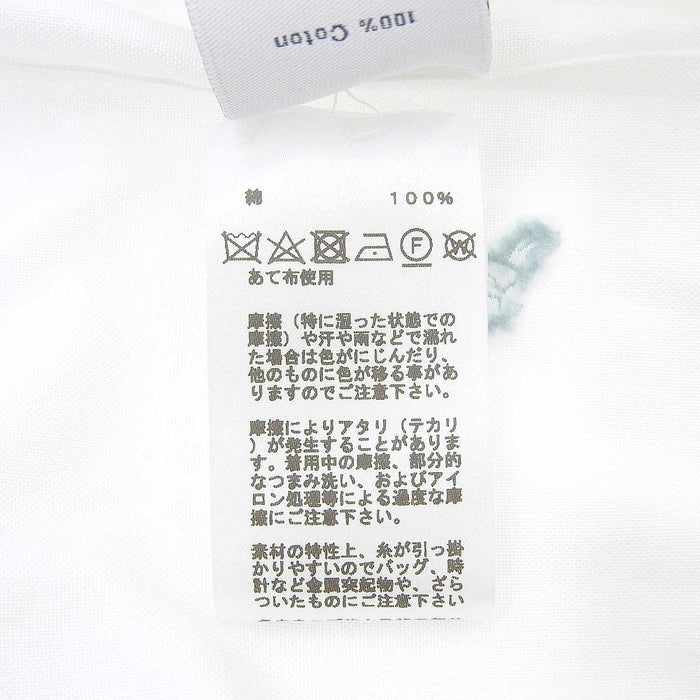 100% Coton
綿 100%
F W
あて布使用
摩擦(特に湿った状態での
摩擦)や汗や雨などで濡れ
た場合は色がにじんだり、
他のものに色が移る事があ
りますのでご注意下さい。
摩擦によりアタリ(テカリ
)が発生することがありま
す。着用中の摩擦、部分的
なつまみ洗い、およびアイ
ロン処理等による過度な摩
擦にご注意下さい。
素材の特性上、糸が引っ掛
かりやすいのでバッグ、時
計など金属突起物や、ざら
ついたものにご注意下さい